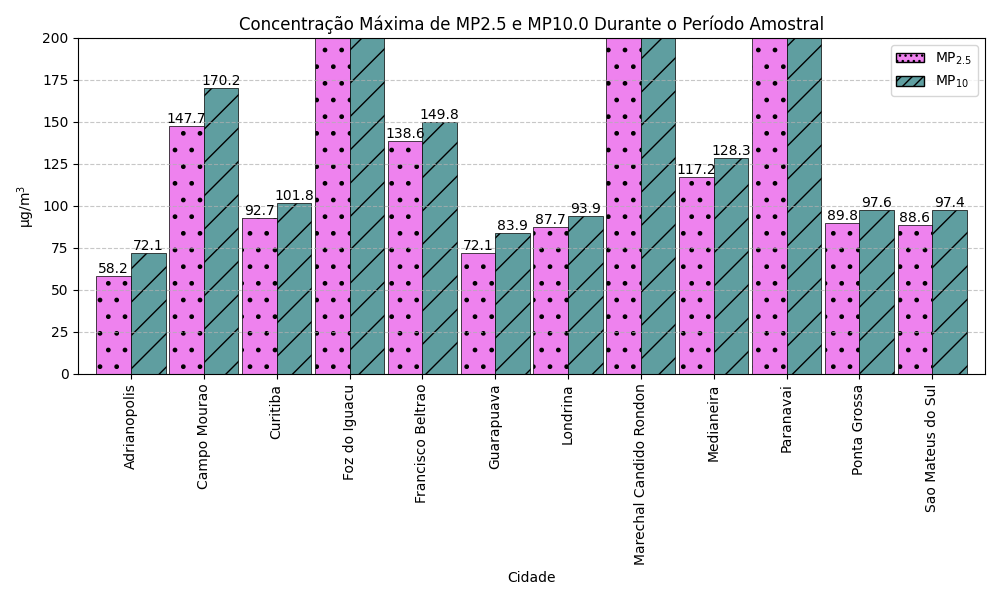 Concentração Máxima de MP2.5 e MP10.0 Durante o Período Amostral
MP2.5
MP10
µg/m³
200
175
150
125
100
75
50
25
0
58.2
72.1
147.7
170.2
92.7
101.8
138.6
149.8
72.1
83.9
87.7
93.9
117.2
128.3
89.8
97.6
88.6
97.4
Adrianopolis
Campo Mourao
Curitiba
Foz do Iguacu
Francisco Beltrao
Guarapuava
Londrina
Marechal Candido Rondon
Medianeira
Paranavai
Ponta Grossa
Sao Mateus do Sul
Cidade